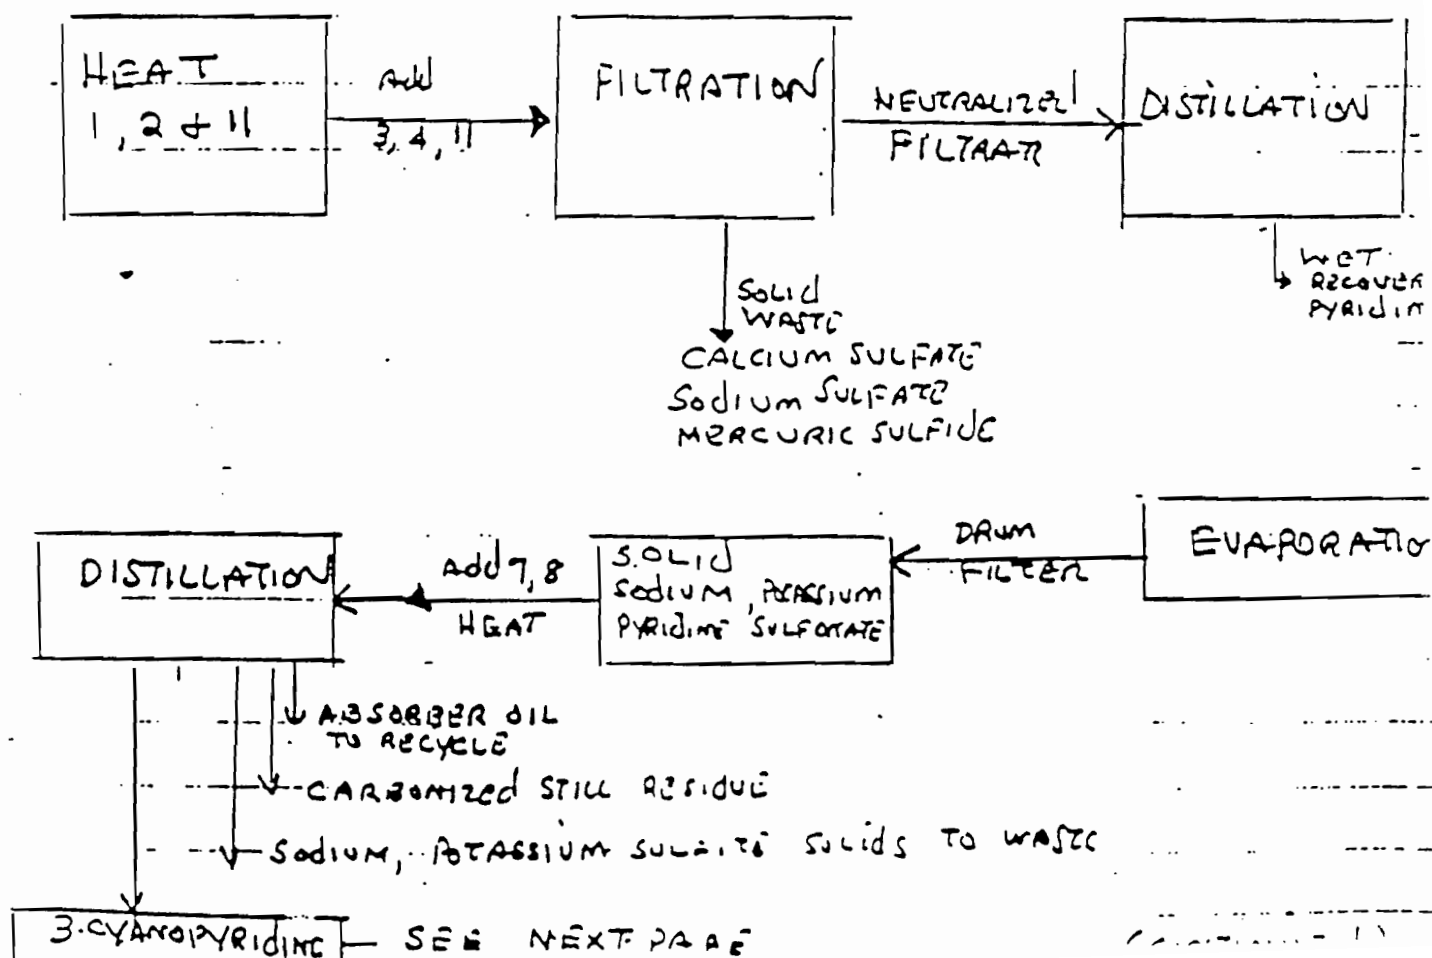 HEAT
1, 2 & 11
Add
3, 4, 11
FILTRATION
NEUTRALIZED
FILTRATE
DISTILLATION
SOLID
WASTE
CALCIUM SULFATE
SODIUM SULFATE
MERCURIC SULFIDE
WET
RECOVER
PYRIDIN
EVAPORATIO
DRUM
FILTER
SOLID
SODIUM, POTASSIUM
PYRIDINE SULFONATE
Add 7, 8
HEAT
DISTILLATION
ABSORBER OIL
TO RECYCLE
CARBONIZED STILL RESIDUE
SODIUM, POTASSIUM SULFITE SOLIDS TO WASTE
3-CYANOPYRIDINE - SEE NEXT PAGE